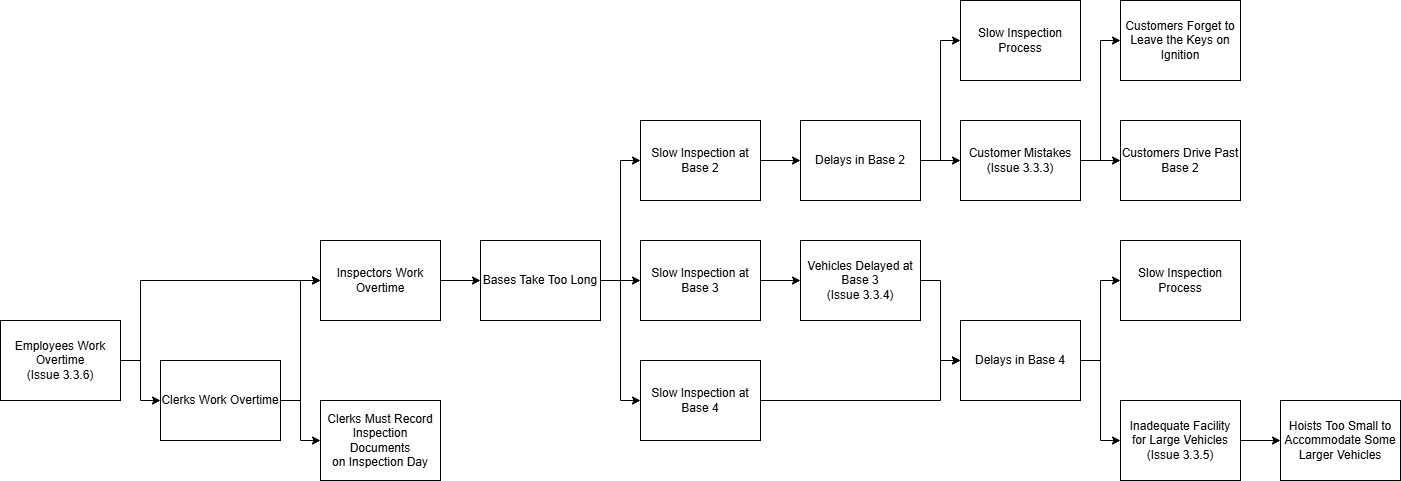 Slow Inspection
Process
Customers Forget to
Leave the Keys on
Ignition
Slow Inspection at
Base 2
Delays in Base 2
Customer Mistakes
(Issue 3.3.3)
Customers Drive Past
Base 2
Inspectors Work
Overtime
Bases Take Too Long
Slow Inspection at
Base 3
Vehicles Delayed at
Base 3
(Issue 3.3.4)
Slow Inspection
Process
Employees Work
Overtime
(Issue 3.3.6)
Clerks Work Overtime
Slow Inspection at
Base 4
Delays in Base 4
Clerks Must Record
Inspection
Documents
on Inspection Day
Inadequate Facility
for Large Vehicles
(Issue 3.3.5)
Hoists Too Small to
Accommodate Some
Larger Vehicles